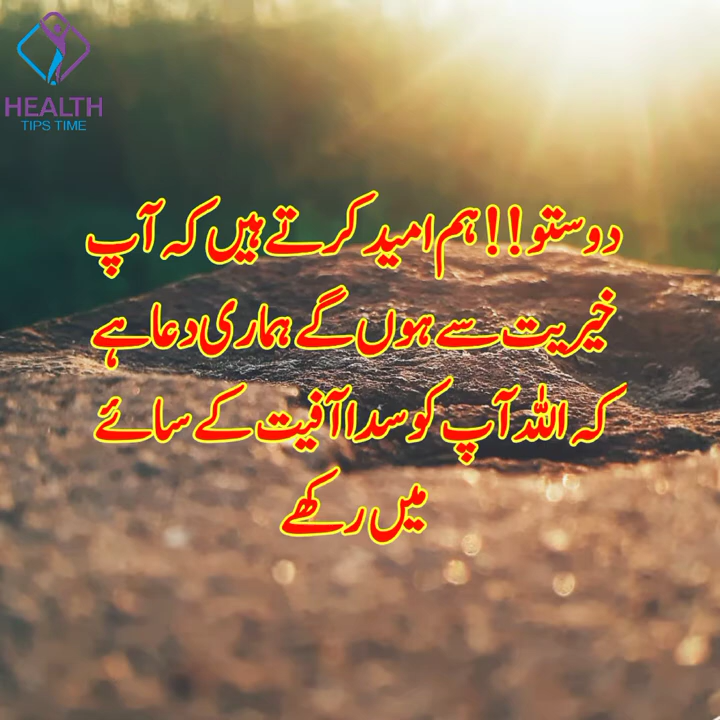 HEALTH
TIPS TIME
دوستو!! ہم امید کرتے ہیں کہ آپ
خیریت سے ہوں گے ہماری دعا ہے
کہ اللہ آپ کو سدا آفیت کے سائے
میں رکھے